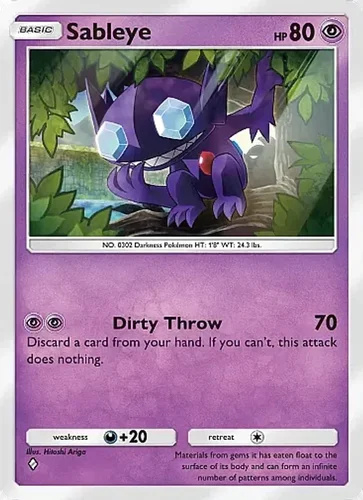 BASIC Sableye HP 80
NO. 0302 Darkness Pokémon HT: 1'8" WT: 24.3 lbs.
Dirty Throw 70
Discard a card from your hand. If you can't, this attack
does nothing.
Illus. Hitoshi Ariga
weakness +20 retreat
Materials from gems it has eaten float to the
surface of its body and can form an infinite
number of patterns among individuals.